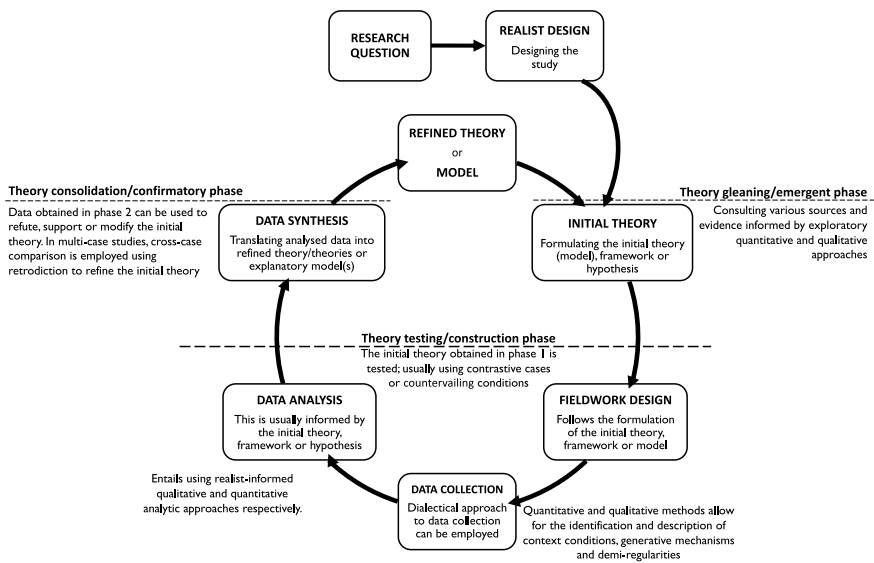 RESEARCH
QUESTION
REALIST DESIGN
Designing the
study
REFINED THEORY
or
MODEL
Theory consolidation/confirmatory phase
Data obtained in phase 2 can be used to
refute, support or modify the initial
theory. In multi-case studies, cross-case
comparison is employed using
retrodiction to refine the initial theory
DATA SYNTHESIS
Translating analysed data into
refined theory/theories or
explanatory model(s)
INITIAL THEORY
Formulating the initial theory
(model), framework or
hypothesis
Theory gleaning/emergent phase
Consulting various sources and
evidence informed by exploratory
quantitative and qualitative
approaches
Theory testing/construction phase
The initial theory obtained in phase 1 is
tested; usually using contrastive cases
or countervailing conditions
DATA ANALYSIS
This is usually informed by
the initial theory,
framework or hypothesis
FIELDWORK DESIGN
Follows the formulation
of the initial theory,
framework or model
Entails using realist-informed
qualitative and quantitative
analytic approaches respectively.
DATA COLLECTION
Dialectical approach
to data collection
can be employed
Quantitative and qualitative methods allow
for the identification and description of
context conditions, generative mechanisms
and demi-regularities